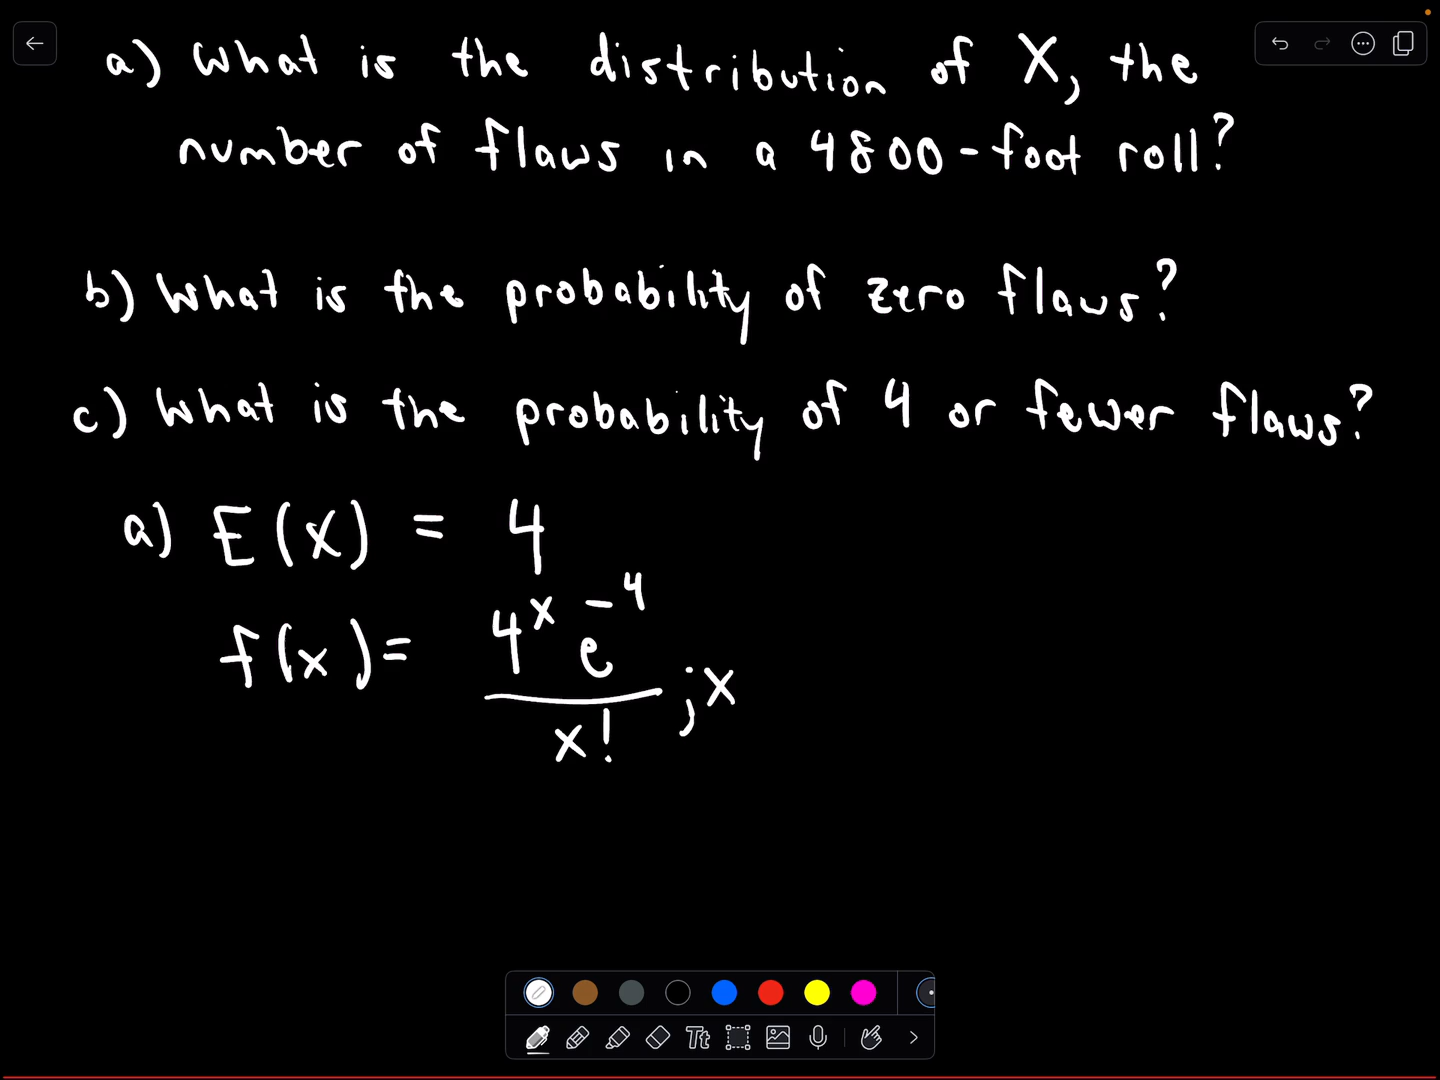 a) What is the distribution of X, the
number of flaws in a 4800-foot roll?
b) What is the probability of zero flaws?
c) What is the probability of 4 or fewer flaws?
a) E(X) = 4
f(x) = 4^x e^-4 / x! ; x
Tt